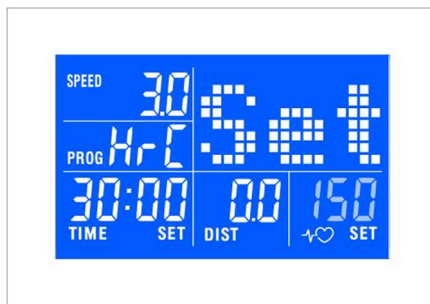 SPEED 3.0
Set
PROG HrC
30:00 0.0 150
TIME SET DIST SET